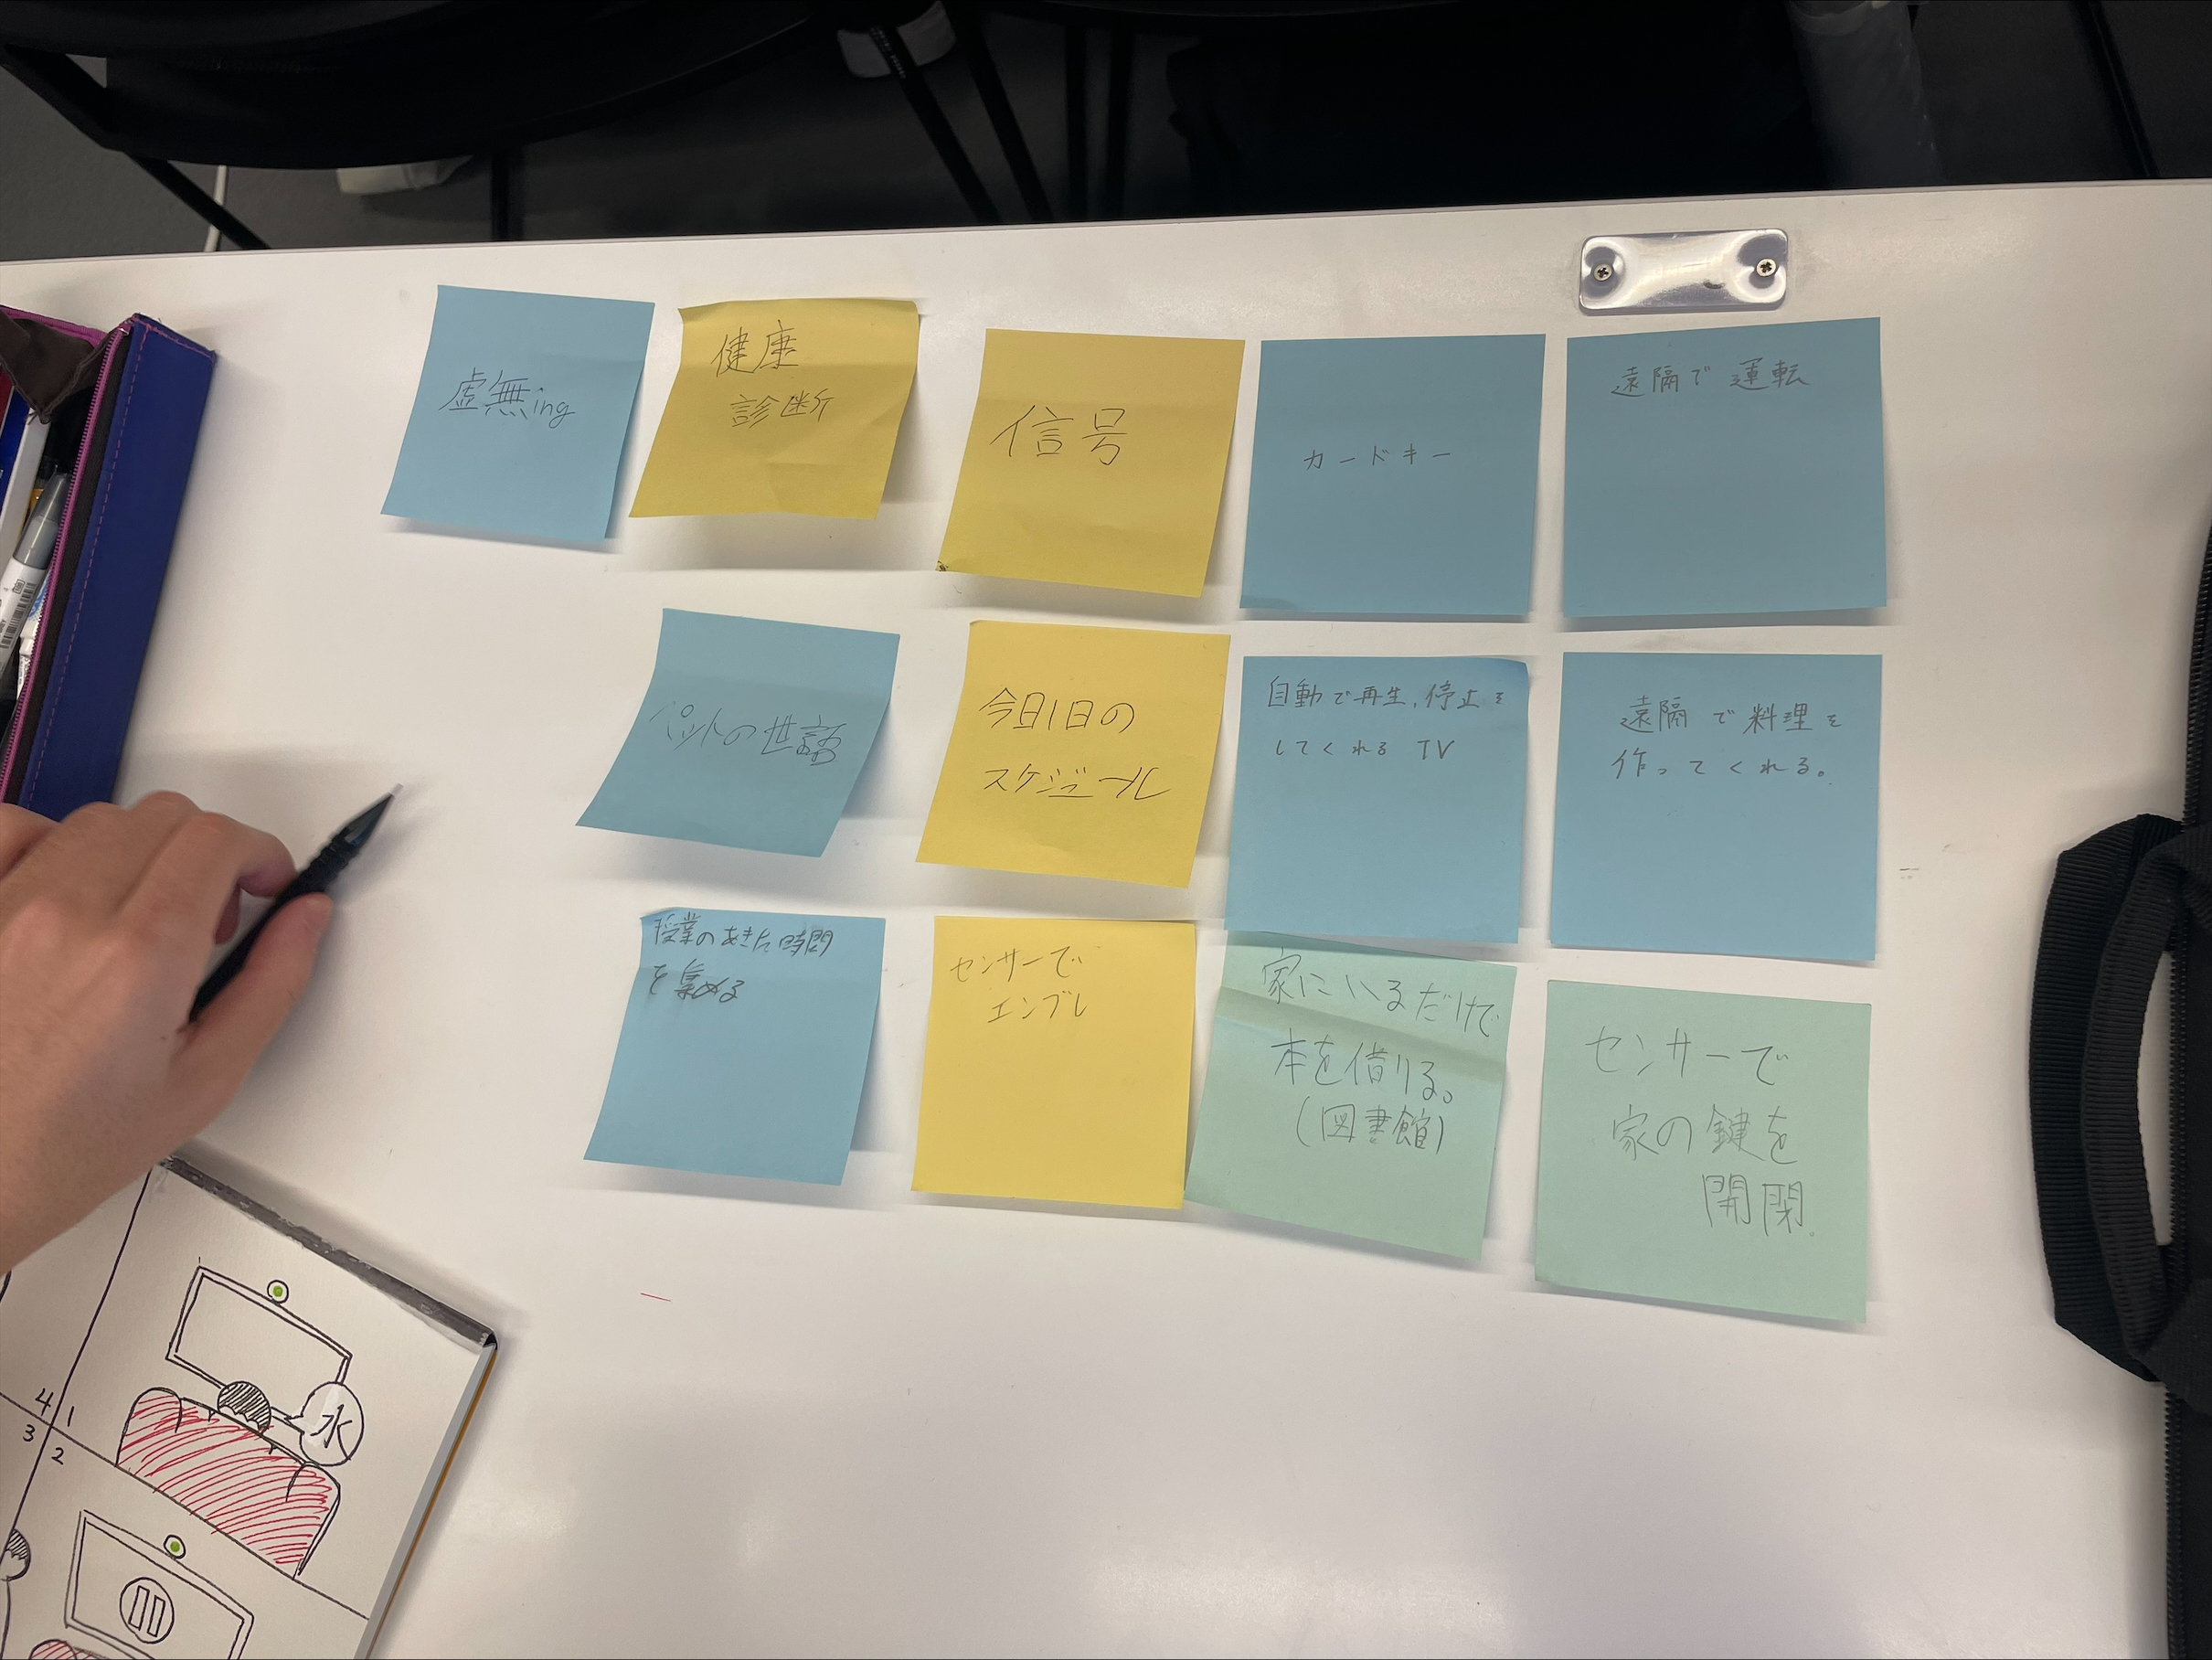 虚無ing
健康
診断
信号
カードキー
遠隔で運転
ペットの世話
今日1日の
スケジュール
自動で再生、停止を
してくれる TV
遠隔で料理を
作ってくれる。
授業のあきた時間
を集める
センサーで
エンブレ
家にいるだけで
本を借りる。
(図書館)
センサーで
家の鍵を
開閉。
水
4 1
3 2